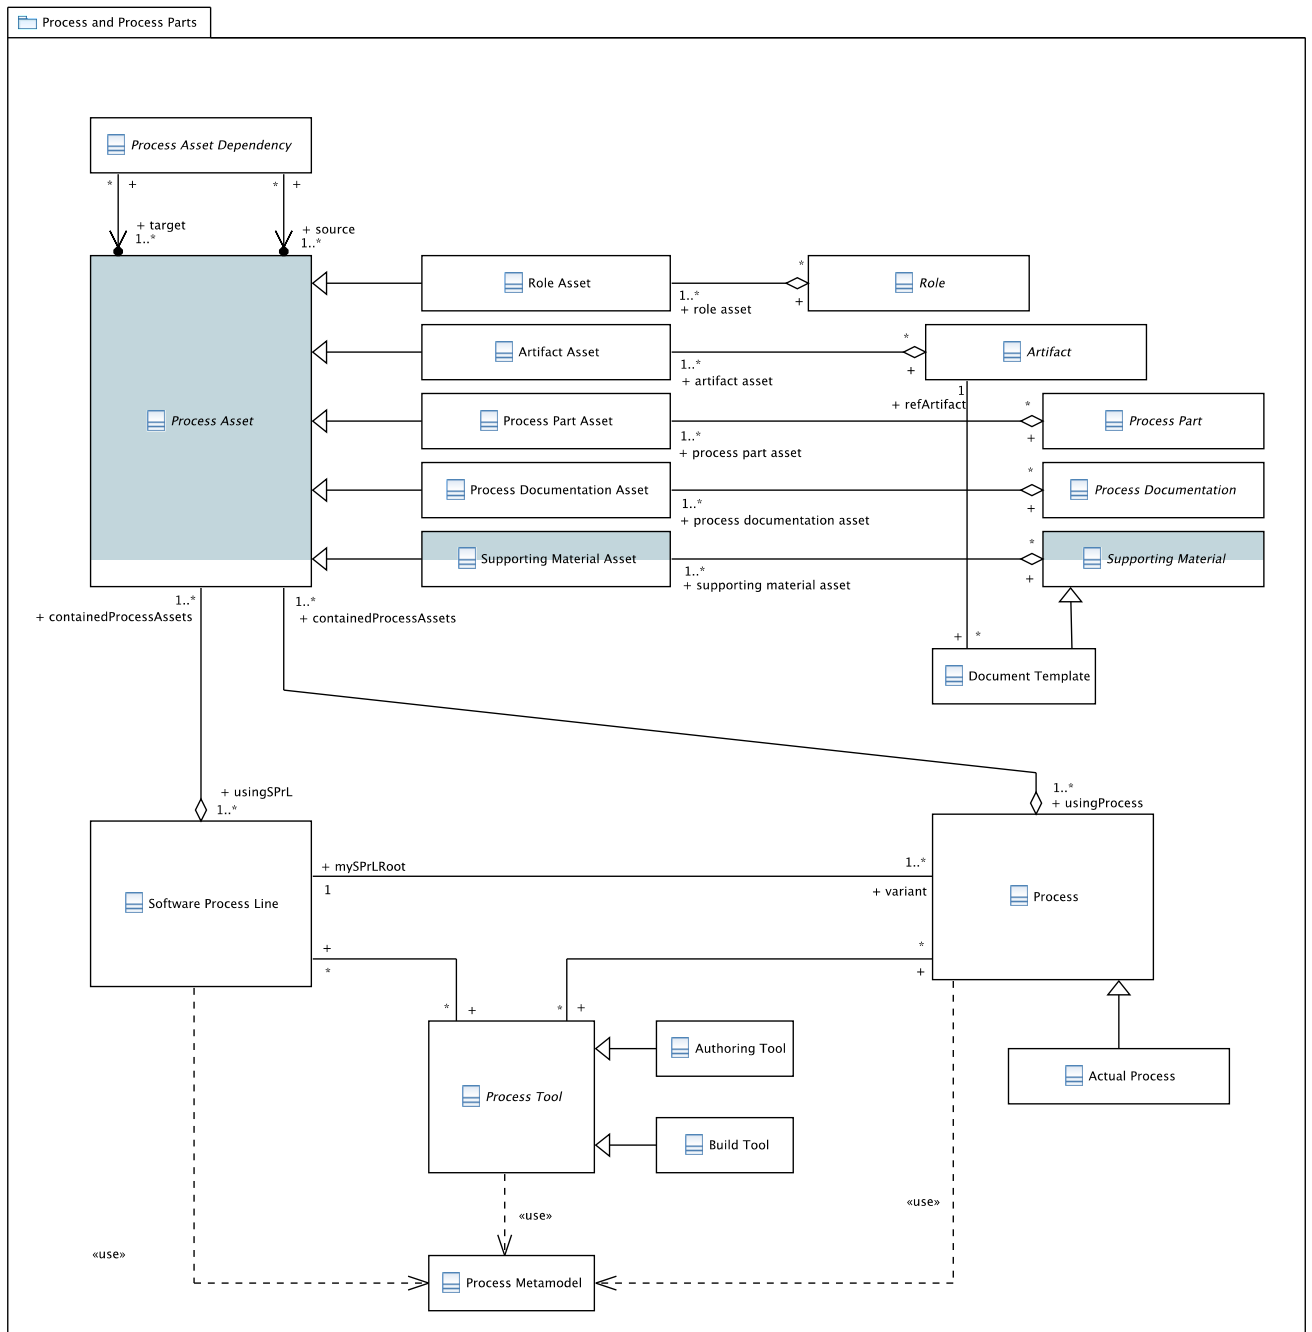 Process and Process Parts
Process Asset Dependency
* +
* +
+ target
1..*
+ source
1..*
Process Asset
Role Asset
1..*
+ role asset
*
+
Role
Artifact Asset
1..*
+ artifact asset
*
+
Artifact
1
+ refArtifact
Process Part Asset
1..*
+ process part asset
*
+
Process Part
Process Documentation Asset
1..*
+ process documentation asset
*
+
Process Documentation
Supporting Material Asset
1..*
+ supporting material asset
*
+
Supporting Material
1..*
+ containedProcessAssets
1..*
+ containedProcessAssets
+ *
Document Template
+ usingSPrL
1..*
1..*
+ usingProcess
Software Process Line
+ mySPrLRoot
1
1..*
+ variant
Process
+
*
*
+
* +
* +
Process Tool
Authoring Tool
Build Tool
Actual Process
«use»
«use»
«use»
Process Metamodel